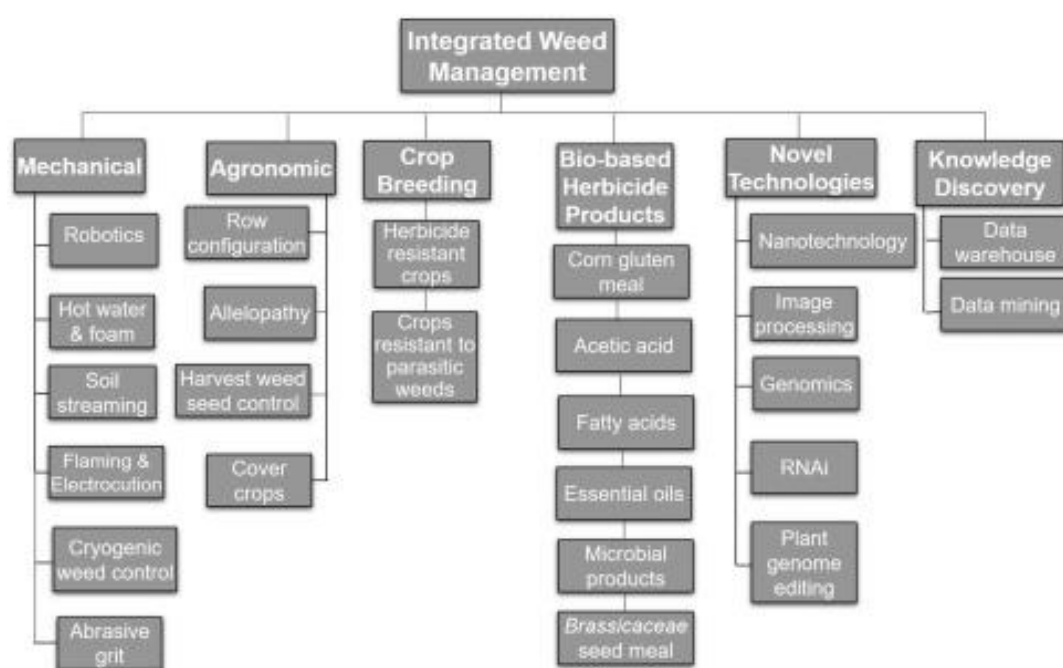 Integrated Weed
Management
Mechanical
Robotics
Hot water
& foam
Soil
streaming
Flaming &
Electrocution
Cryogenic
weed control
Abrasive
grit
Agronomic
Row
configuration
Allelopathy
Harvest weed
seed control
Cover
crops
Crop
Breeding
Herbicide
resistant
crops
Crops
resistant to
parasitic
weeds
Bio-based
Herbicide
Products
Corn gluten
meal
Acetic acid
Fatty acids
Essential oils
Microbial
products
Brassicaceae
seed meal
Novel
Technologies
Nanotechnology
Image
processing
Genomics
RNAi
Plant
genome
editing
Knowledge
Discovery
Data
warehouse
Data mining